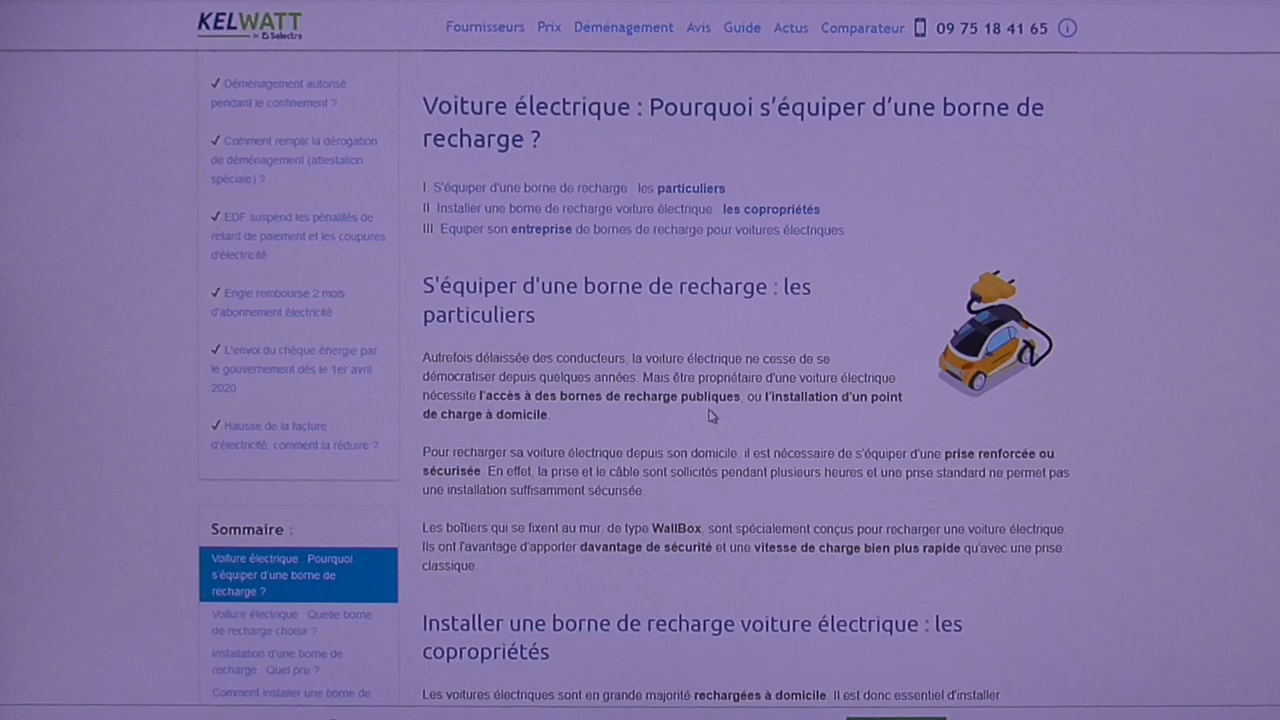 KELWATT
by Selectra
Fournisseurs Prix Déménagement Avis Guide Actus Comparateur 09 75 18 41 65
✓ Déménagement autorisé
pendant le confinement ?
✓ Comment remplir la dérogation
de déménagement (attestation
spéciale) ?
✓ EDF suspend les pénalités de
retard de paiement et les coupures
d'électricité
✓ Engie rembourse 2 mois
d'abonnement électricité
✓ L'envoi du chèque énergie par
le gouvernement dès le 1er avril
2020
✓ Hausse de la facture
d'électricité, comment la réduire ?
Sommaire :
Voiture électrique : Pourquoi
s'équiper d'une borne de
recharge ?
Voiture électrique : Quelle borne
de recharge choisir ?
Installation d'une borne de
recharge : Quel prix ?
Comment installer une borne de
Voiture électrique : Pourquoi s'équiper d'une borne de
recharge ?
I. S'équiper d'une borne de recharge : les particuliers
II. Installer une borne de recharge voiture électrique : les copropriétés
III. Equiper son entreprise de bornes de recharge pour voitures électriques
S'équiper d'une borne de recharge : les
particuliers
Autrefois délaissée des conducteurs, la voiture électrique ne cesse de se
démocratiser depuis quelques années. Mais être propriétaire d'une voiture électrique
nécessite l'accès à des bornes de recharge publiques, ou l'installation d'un point
de charge à domicile.
Pour recharger sa voiture électrique depuis son domicile, il est nécessaire de s'équiper d'une prise renforcée ou
sécurisée. En effet, la prise et le câble sont sollicités pendant plusieurs heures et une prise standard ne permet pas
une installation suffisamment sécurisée.
Les boîtiers qui se fixent au mur, de type WallBox, sont spécialement conçus pour recharger une voiture électrique.
Ils ont l'avantage d'apporter davantage de sécurité et une vitesse de charge bien plus rapide qu'avec une prise
classique.
Installer une borne de recharge voiture électrique : les
copropriétés
Les voitures électriques sont en grande majorité rechargées à domicile. Il est donc essentiel d'installer